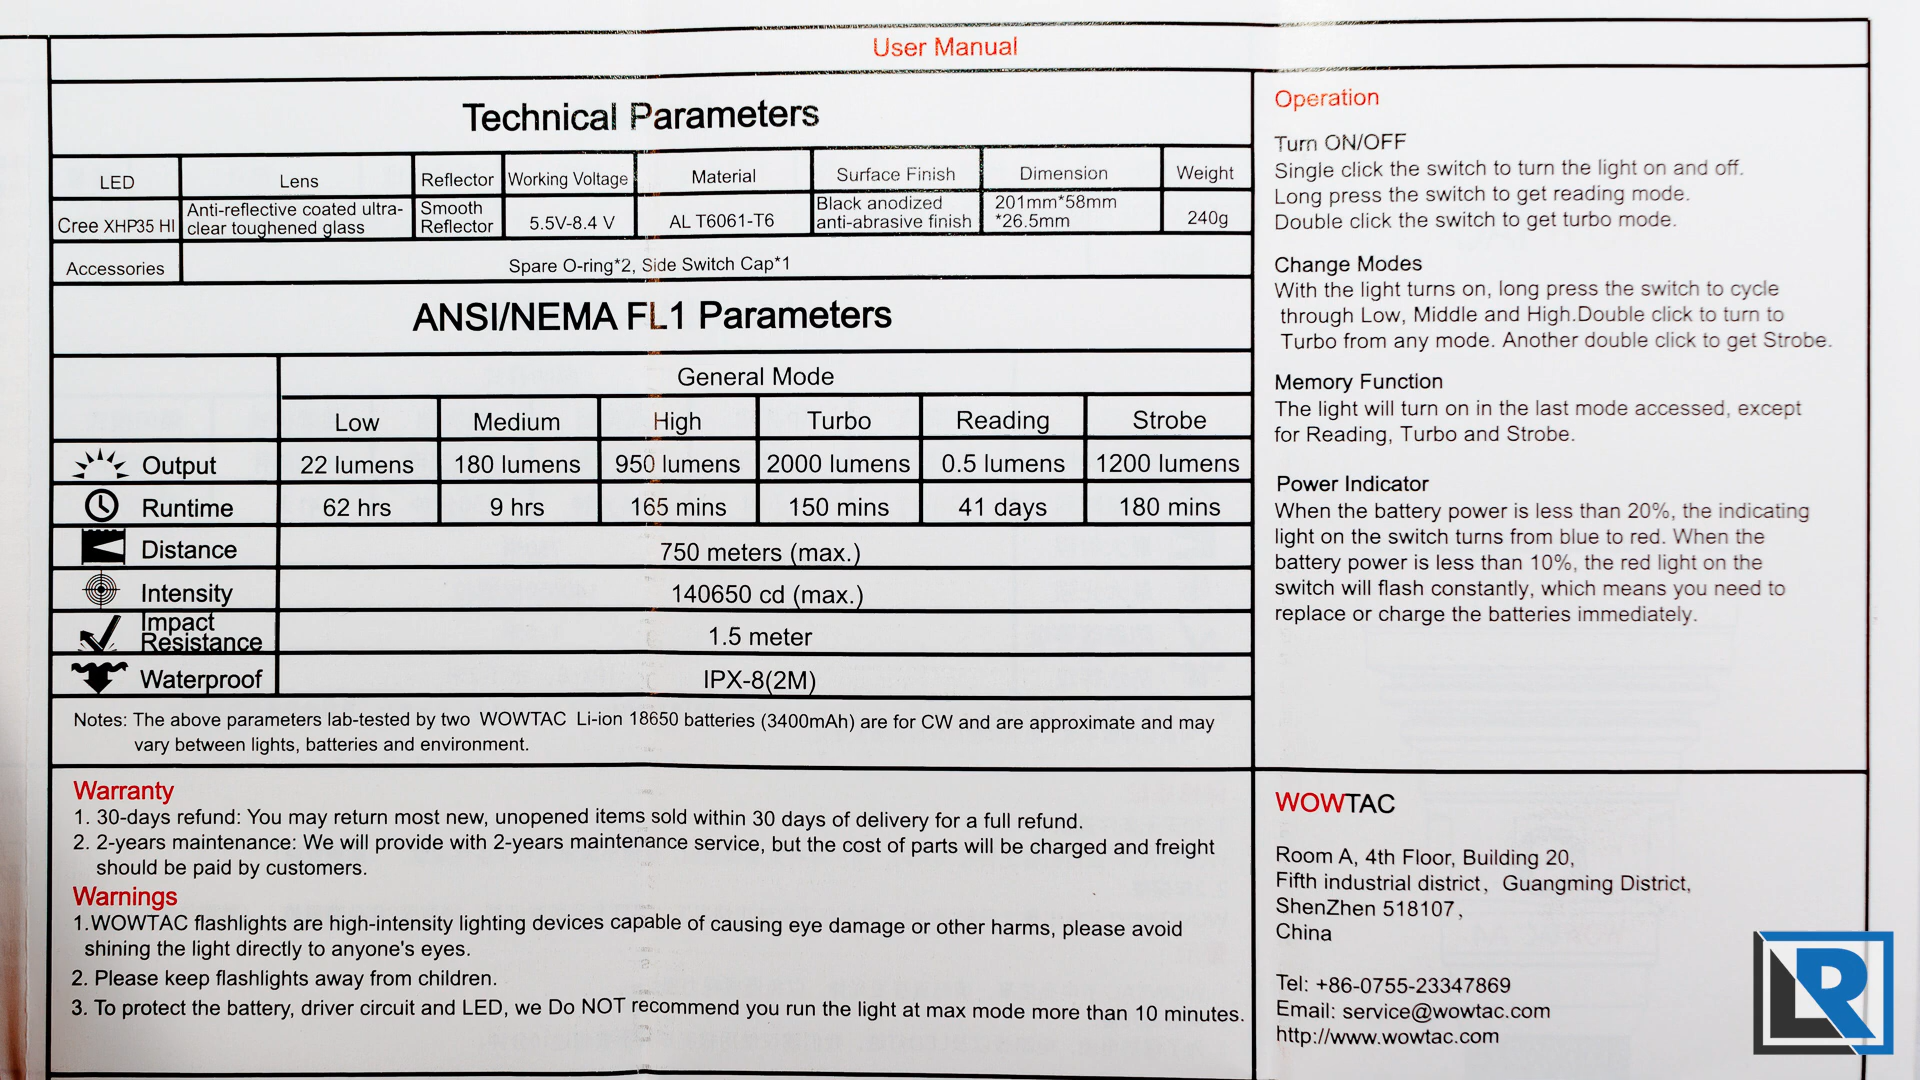 User Manual
Technical Parameters
LED Lens Reflector Working Voltage Material Surface Finish Dimension Weight
Cree XHP35 HI Anti-reflective coated ultra- Smooth 5.5V-8.4 V AL T6061-T6 Black anodized 201mm*58mm 240g
clear toughened glass Reflector anti-abrasive finish *26.5mm
Accessories Spare O-ring*2, Side Switch Cap*1
ANSI/NEMA FL1 Parameters
General Mode
Low Medium High Turbo Reading Strobe
Output 22 lumens 180 lumens 950 lumens 2000 lumens 0.5 lumens 1200 lumens
Runtime 62 hrs 9 hrs 165 mins 150 mins 41 days 180 mins
Distance 750 meters (max.)
Intensity 140650 cd (max.)
Impact
Resistance 1.5 meter
Waterproof IPX-8(2M)
Notes: The above parameters lab-tested by two WOWTAC Li-ion 18650 batteries (3400mAh) are for CW and are approximate and may
vary between lights, batteries and environment.
Warranty
1. 30-days refund: You may return most new, unopened items sold within 30 days of delivery for a full refund.
2. 2-years maintenance: We will provide with 2-years maintenance service, but the cost of parts will be charged and freight
should be paid by customers.
Warnings
1.WOWTAC flashlights are high-intensity lighting devices capable of causing eye damage or other harms, please avoid
shining the light directly to anyone's eyes.
2. Please keep flashlights away from children.
3. To protect the battery, driver circuit and LED, we Do NOT recommend you run the light at max mode more than 10 minutes.
Operation
Turn ON/OFF
Single click the switch to turn the light on and off.
Long press the switch to get reading mode.
Double click the switch to get turbo mode.
Change Modes
With the light turns on, long press the switch to cycle
through Low, Middle and High.Double click to turn to
Turbo from any mode. Another double click to get Strobe.
Memory Function
The light will turn on in the last mode accessed, except
for Reading, Turbo and Strobe.
Power Indicator
When the battery power is less than 20%, the indicating
light on the switch turns from blue to red. When the
battery power is less than 10%, the red light on the
switch will flash constantly, which means you need to
replace or charge the batteries immediately.
WOWTAC
Room A, 4th Floor, Building 20,
Fifth industrial district, Guangming District,
ShenZhen 518107,
China
Tel: +86-0755-23347869
Email: service@wowtac.com
http://www.wowtac.com
LR